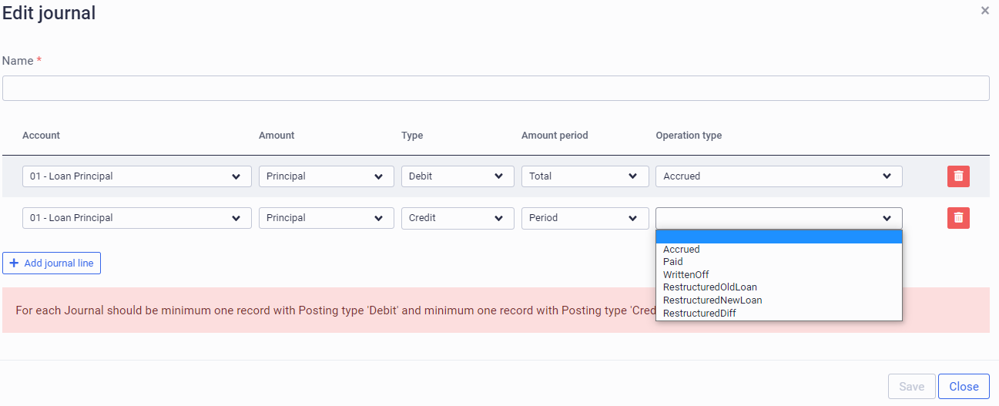 Edit journal
×
Name *
Account Amount Type Amount period Operation type
01 - Loan Principal Principal Debit Total Accrued
01 - Loan Principal Principal Credit Period
Accrued
Paid
WrittenOff
RestructuredOldLoan
RestructuredNewLoan
RestructuredDiff
+ Add journal line
For each Journal should be minimum one record with Posting type 'Debit' and minimum one record with Posting type 'Cred
Save Close